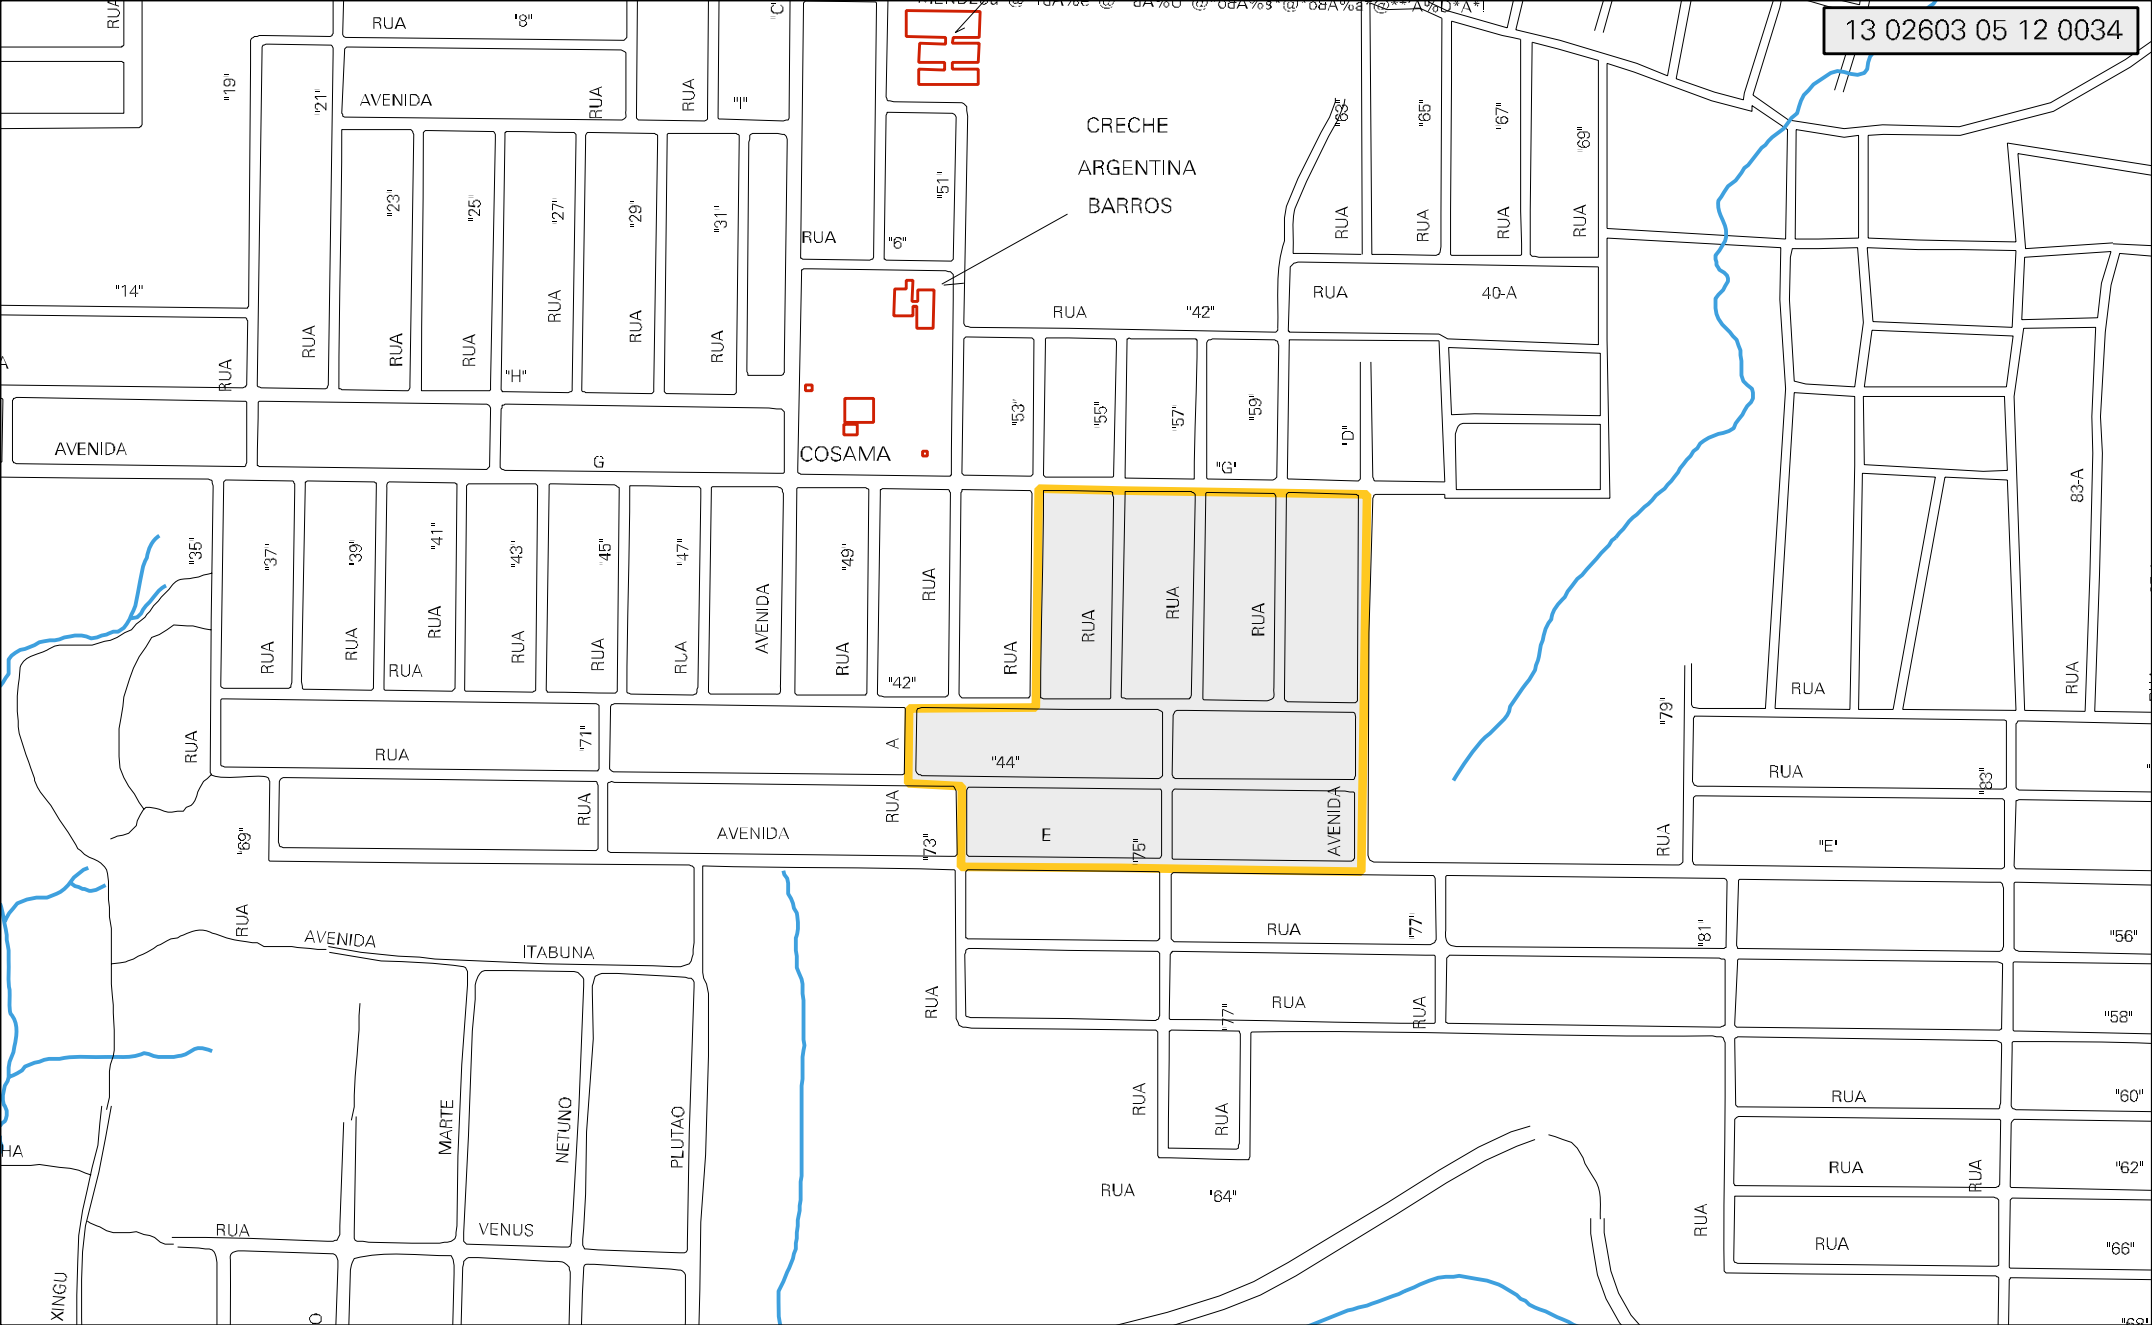 13 02603 05 12 0034
RUA
"8"
RUA
"19"
"21"
AVENIDA
RUA
RUA
"I"
CRECHE
ARGENTINA
BARROS
"63"
"65"
"67"
"69"
"23"
"25"
"27"
"29"
"31"
"51"
RUA
"6"
RUA
RUA
RUA
RUA
"14"
RUA
RUA
RUA
RUA
RUA
RUA
RUA
"H"
RUA
"42"
RUA
40-A
"53"
"55"
"57"
"59"
"D"
AVENIDA
G
COSAMA
"G"
83-A
"35"
"37"
"39"
"41"
"43"
"45"
"47"
"49"
AVENIDA
RUA
RUA
RUA
RUA
RUA
RUA
RUA
RUA
RUA
RUA
RUA
RUA
RUA
RUA
"42"
RUA
RUA
"79"
RUA
RUA
"71"
A
"44"
RUA
"83"
"69"
RUA
AVENIDA
RUA
"73"
E
"75"
AVENIDA
RUA
"E"
RUA
AVENIDA
ITABUNA
RUA
"77"
"81"
"56"
RUA
"77"
RUA
RUA
"58"
MARTE
NETUNO
PLUTAO
RUA
RUA
RUA
"60"
HA
RUA
RUA
"62"
RUA
"64"
RUA
RUA
VENUS
RUA
"66"
XINGU
O
"68"